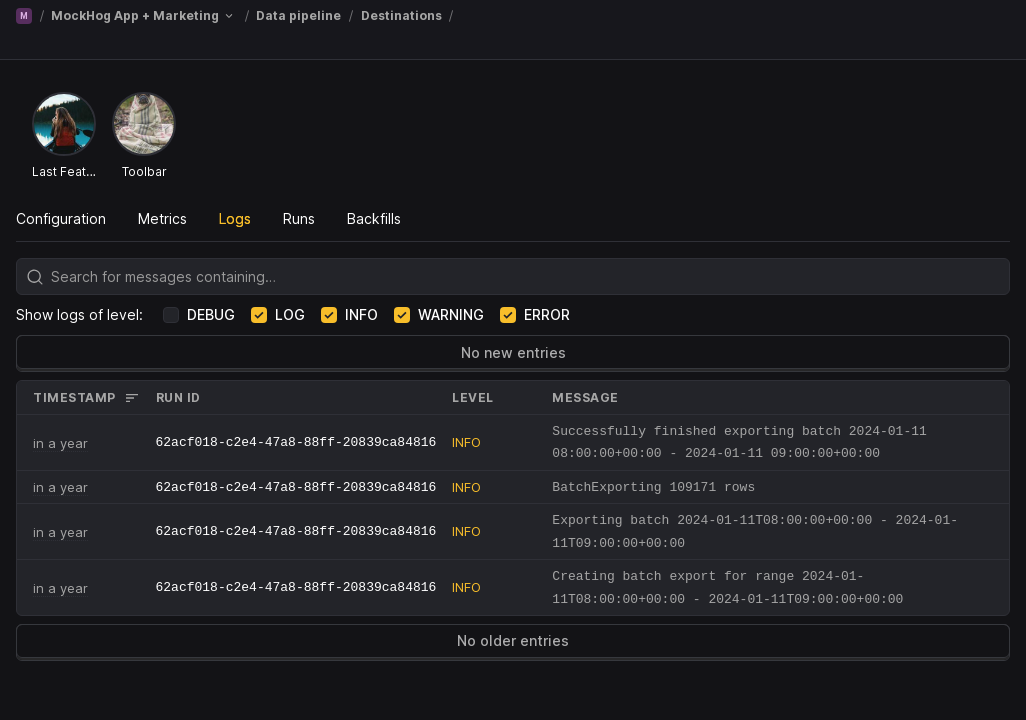 M / MockHog App + Marketing / Data pipeline / Destinations /
Last Feat... Toolbar
Configuration Metrics Logs Runs Backfills
Search for messages containing...
Show logs of level: DEBUG LOG INFO WARNING ERROR
No new entries
TIMESTAMP RUN ID LEVEL MESSAGE
in a year 62acf018-c2e4-47a8-88ff-20839ca84816 INFO Successfully finished exporting batch 2024-01-11
08:00:00+00:00 - 2024-01-11 09:00:00+00:00
in a year 62acf018-c2e4-47a8-88ff-20839ca84816 INFO BatchExporting 109171 rows
in a year 62acf018-c2e4-47a8-88ff-20839ca84816 INFO Exporting batch 2024-01-11T08:00:00+00:00 - 2024-01-
11T09:00:00+00:00
in a year 62acf018-c2e4-47a8-88ff-20839ca84816 INFO Creating batch export for range 2024-01-
11T08:00:00+00:00 - 2024-01-11T09:00:00+00:00
No older entries